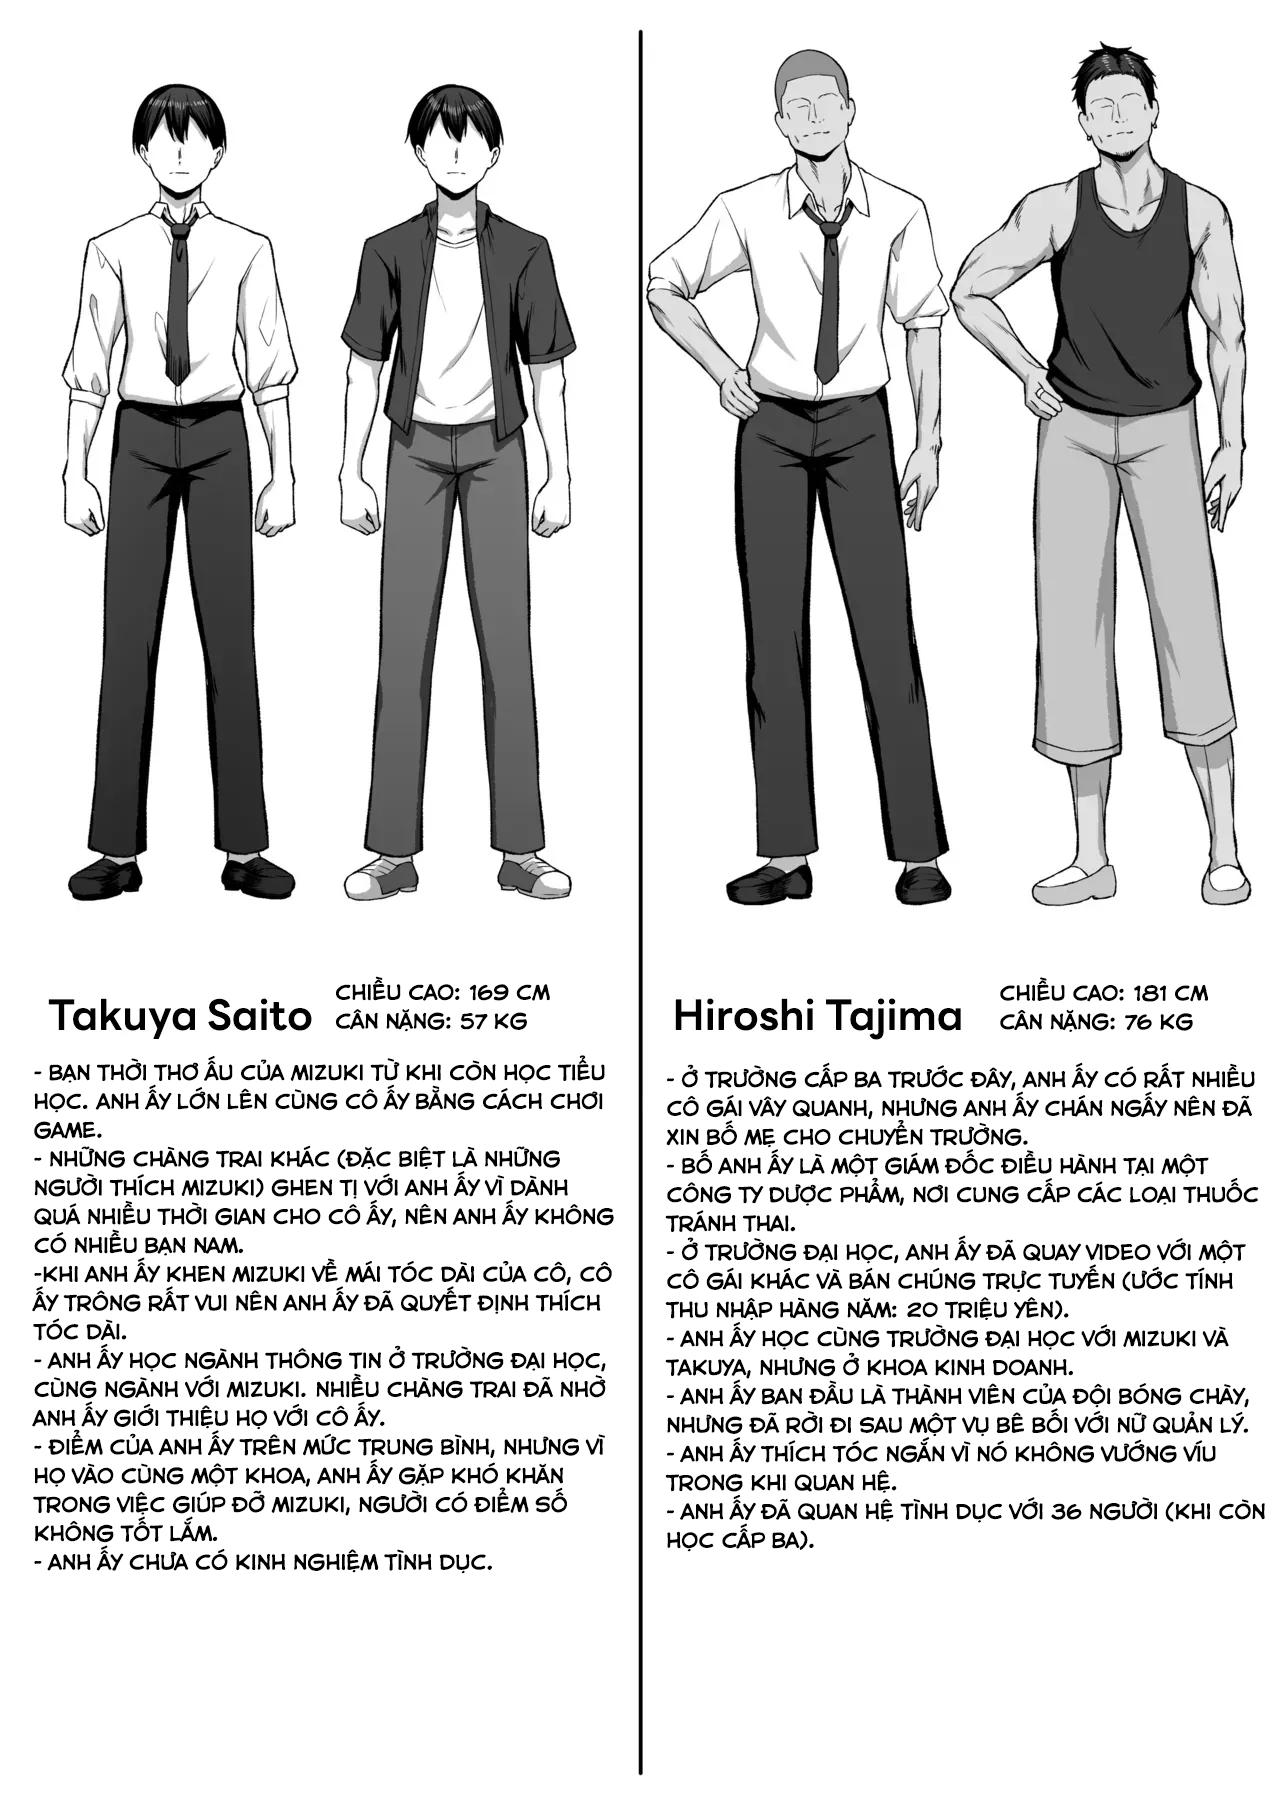 Takuya Saito
CHIỀU CAO: 169 CM
CÂN NẶNG: 57 KG
- BẠN THỜI THƠ ẤU CỦA MIZUKI TỪ KHI CÒN HỌC TIỂU
HỌC. ANH ẤY LỚN LÊN CÙNG CÔ ẤY BẰNG CÁCH CHƠI
GAME.
- NHỮNG CHÀNG TRAI KHÁC (ĐẶC BIỆT LÀ NHỮNG
NGƯỜI THÍCH MIZUKI) GHEN TỊ VỚI ANH ẤY VÌ DÀNH
QUÁ NHIỀU THỜI GIAN CHO CÔ ẤY, NÊN ANH ẤY KHÔNG
CÓ NHIỀU BẠN NAM.
-KHI ANH ẤY KHEN MIZUKI VỀ MÁI TÓC DÀI CỦA CÔ, CÔ
ẤY TRÔNG RẤT VUI NÊN ANH ẤY ĐÃ QUYẾT ĐỊNH THÍCH
TÓC DÀI.
- ANH ẤY HỌC NGÀNH THÔNG TIN Ở TRƯỜNG ĐẠI HỌC,
CÙNG NGÀNH VỚI MIZUKI. NHIỀU CHÀNG TRAI ĐÃ NHỜ
ANH ẤY GIỚI THIỆU HỌ VỚI CÔ ẤY.
- ĐIỂM CỦA ANH ẤY TRÊN MỨC TRUNG BÌNH, NHƯNG VÌ
HỌ VÀO CÙNG MỘT KHOA, ANH ẤY GẶP KHÓ KHĂN
TRONG VIỆC GIÚP ĐỠ MIZUKI, NGƯỜI CÓ ĐIỂM SỐ
KHÔNG TỐT LẮM.
- ANH ẤY CHƯA CÓ KINH NGHIỆM TÌNH DỤC.
Hiroshi Tajima
CHIỀU CAO: 181 CM
CÂN NẶNG: 76 KG
- Ở TRƯỜNG CẤP BA TRƯỚC ĐÂY, ANH ẤY CÓ RẤT NHIỀU
CÔ GÁI VÂY QUANH, NHƯNG ANH ẤY CHÁN NGẤY NÊN ĐÃ
XIN BỐ MẸ CHO CHUYỂN TRƯỜNG.
- BỐ ANH ẤY LÀ MỘT GIÁM ĐỐC ĐIỀU HÀNH TẠI MỘT
CÔNG TY DƯỢC PHẨM, NƠI CUNG CẤP CÁC LOẠI THUỐC
TRÁNH THAI.
- Ở TRƯỜNG ĐẠI HỌC, ANH ẤY ĐÃ QUAY VIDEO VỚI MỘT
CÔ GÁI KHÁC VÀ BÁN CHÚNG TRỰC TUYẾN (ƯỚC TÍNH
THU NHẬP HÀNG NĂM: 20 TRIỆU YÊN).
- ANH ẤY HỌC CÙNG TRƯỜNG ĐẠI HỌC VỚI MIZUKI VÀ
TAKUYA, NHƯNG Ở KHOA KINH DOANH.
- ANH ẤY BAN ĐẦU LÀ THÀNH VIÊN CỦA ĐỘI BÓNG CHÀY,
NHƯNG ĐÃ RỜI ĐI SAU MỘT VỤ BÊ BỐI VỚI NỮ QUẢN LÝ.
- ANH ẤY THÍCH TÓC NGẮN VÌ NÓ KHÔNG VƯỚNG VÍU
TRONG KHI QUAN HỆ.
- ANH ẤY ĐÃ QUAN HỆ TÌNH DỤC VỚI 36 NGƯỜI (KHI CÒN
HỌC CẤP BA).